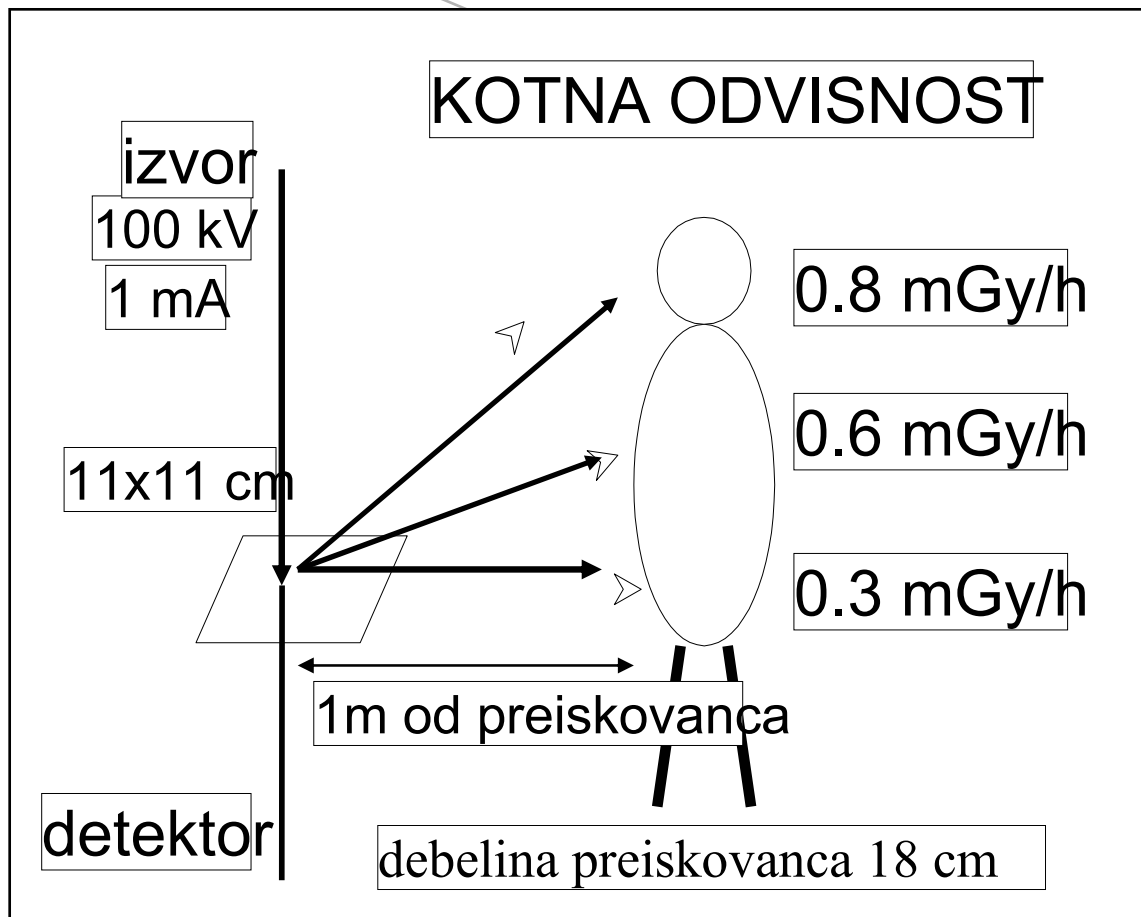 KOTNA ODVISNOST
izvor
100 kV
1 mA
0.8 mGy/h
0.6 mGy/h
11x11 cm
0.3 mGy/h
1m od preiskovanca
detektor
debelina preiskovanca 18 cm